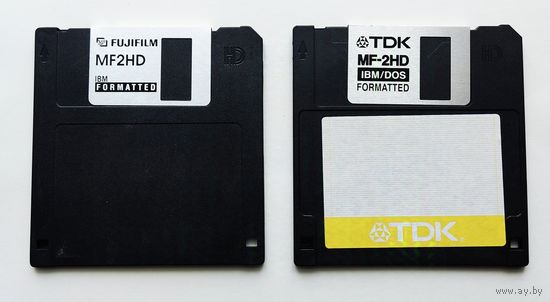 FUJIFILM
MF2HD
IBM
FORMATTED
HD
TDK
MF-2HD
IBM/DOS
FORMATTED
HD
TDK.
www.ay.by